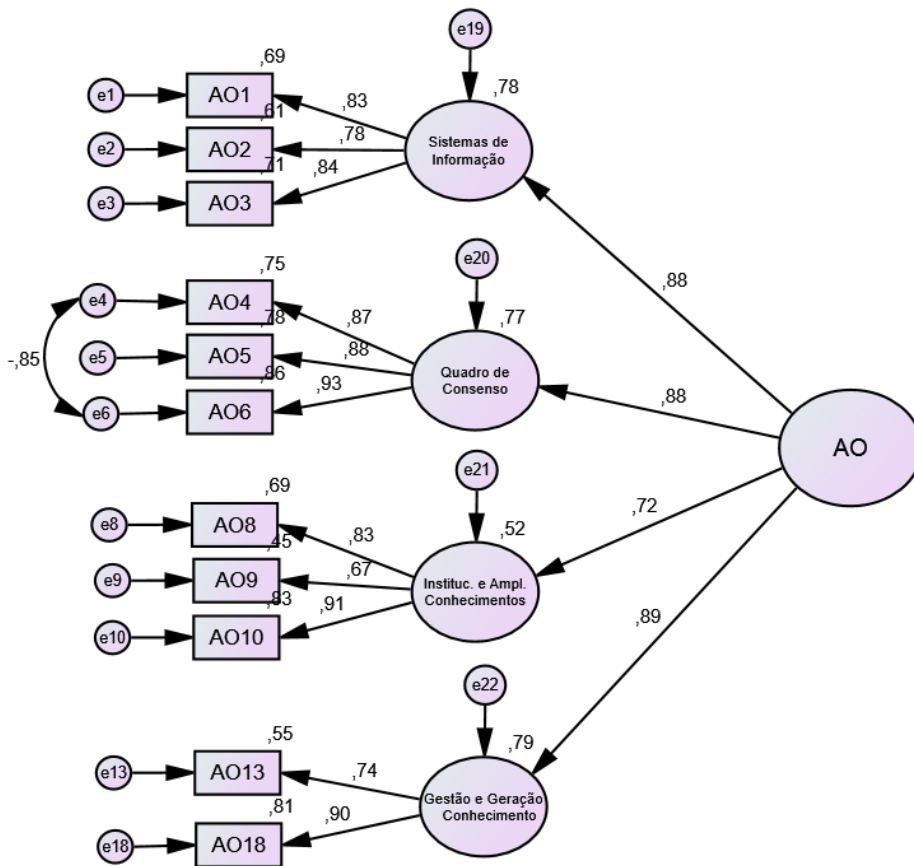 e19
,69
,78
e1
AO1
,83
,61
Sistemas de
Informação
e2
AO2
,78
,71
e3
AO3
,84
,88
e20
,75
,77
e4
AO4
,87
,78
-,85
e5
AO5
,88
Quadro de
Consenso
,86
e6
AO6
,93
,88
AO
e21
,69
,52
,72
e8
AO8
,83
,45
e9
AO9
,67
Instituc. e Ampl.
Conhecimentos
,83
e10
AO10
,91
,89
e22
,55
,79
e13
AO13
,74
Gestão e Geração
Conhecimento
,81
e18
AO18
,90